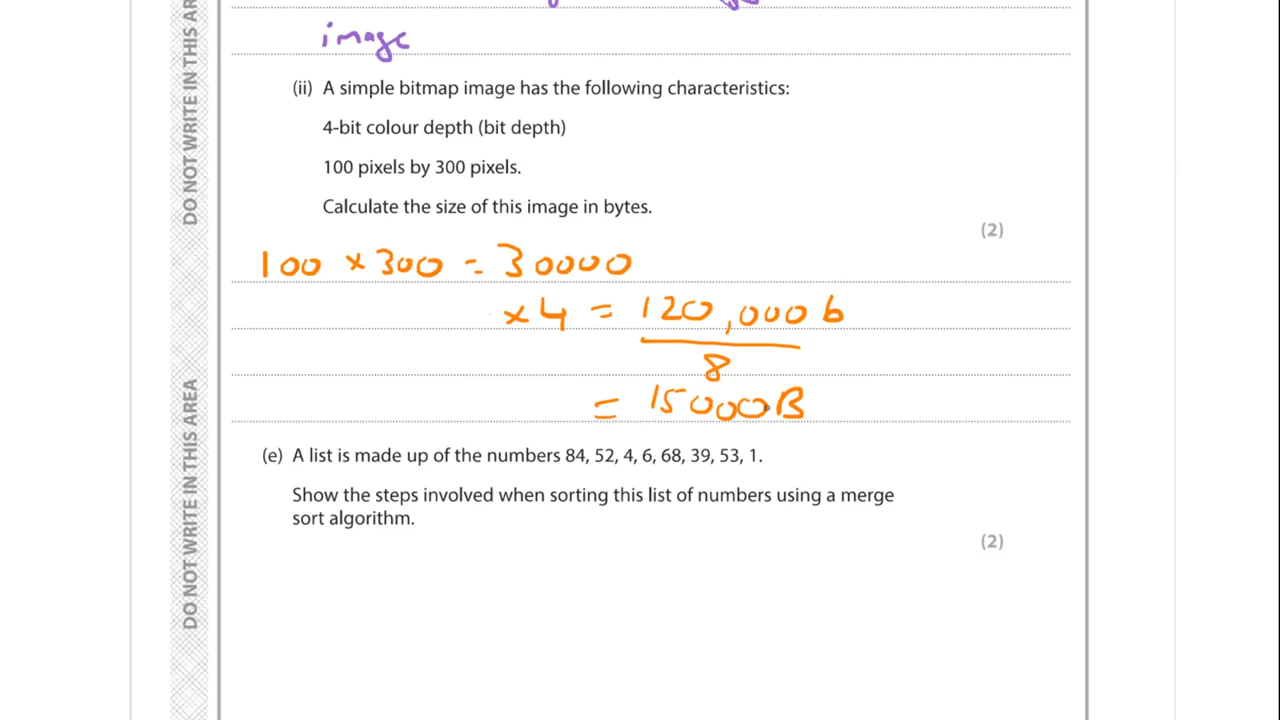 image
(ii) A simple bitmap image has the following characteristics:
4-bit colour depth (bit depth)
100 pixels by 300 pixels.
Calculate the size of this image in bytes.
(2)
100 × 300 = 30000
× 4 = 120,000 b
8
= 15000B
(e) A list is made up of the numbers 84, 52, 4, 6, 68, 39, 53, 1.
Show the steps involved when sorting this list of numbers using a merge
sort algorithm.
(2)
DO NOT WRITE IN THIS AREA
DO NOT WRITE IN THIS AREA